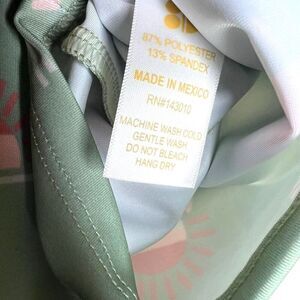 87% POLYESTER
13% SPANDEX
MADE IN MEXICO
RN#143010
MACHINE WASH COLD
GENTLE WASH
DO NOT BLEACH
HANG DRY